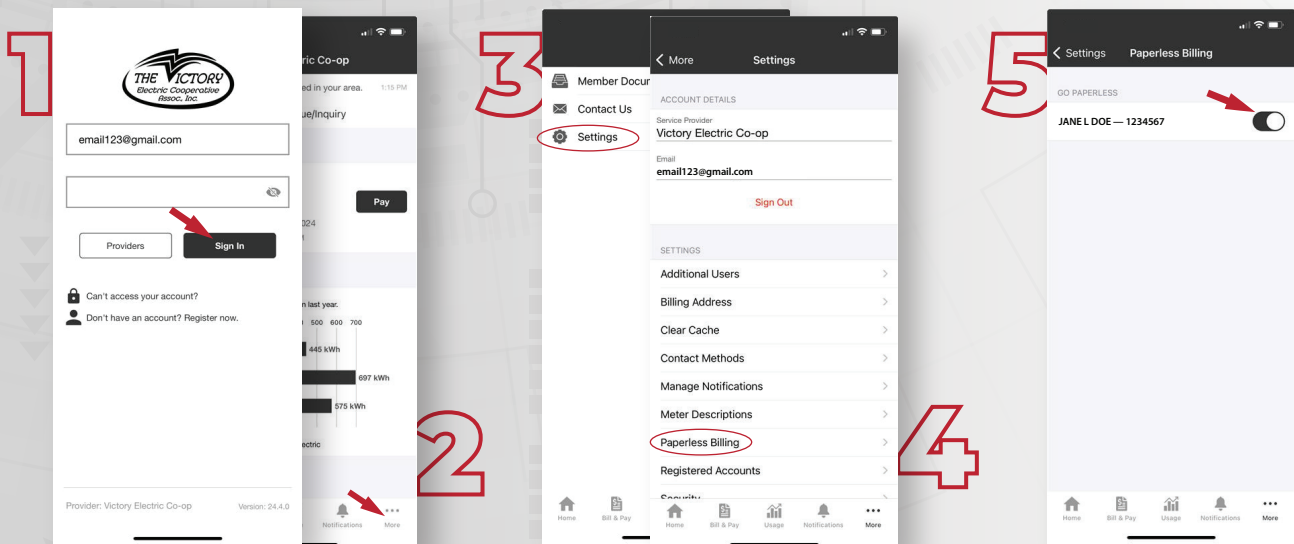 1
THE VICTORY
Electric Cooperative
Assoc., Inc.
email123@gmail.com
Providers
Sign In
Can't access your account?
Don't have an account? Register now.
Provider: Victory Electric Co-op
Version: 24.4.0
2
ric Co-op
ed in your area.
1:15 PM
ue/Inquiry
Pay
024
n last year.
500 600 700
445 kWh
697 kWh
575 kWh
ectric
Notifications
More
3
Member Docur
Contact Us
Settings
Home
Bill & Pay
4
More
Settings
ACCOUNT DETAILS
Service Provider
Victory Electric Co-op
Email
email123@gmail.com
Sign Out
SETTINGS
Additional Users
Billing Address
Clear Cache
Contact Methods
Manage Notifications
Meter Descriptions
Paperless Billing
Registered Accounts
Security
Home
Bill & Pay
Usage
Notifications
More
5
Settings
Paperless Billing
GO PAPERLESS
JANE L DOE — 1234567
Home
Bill & Pay
Usage
Notifications
More